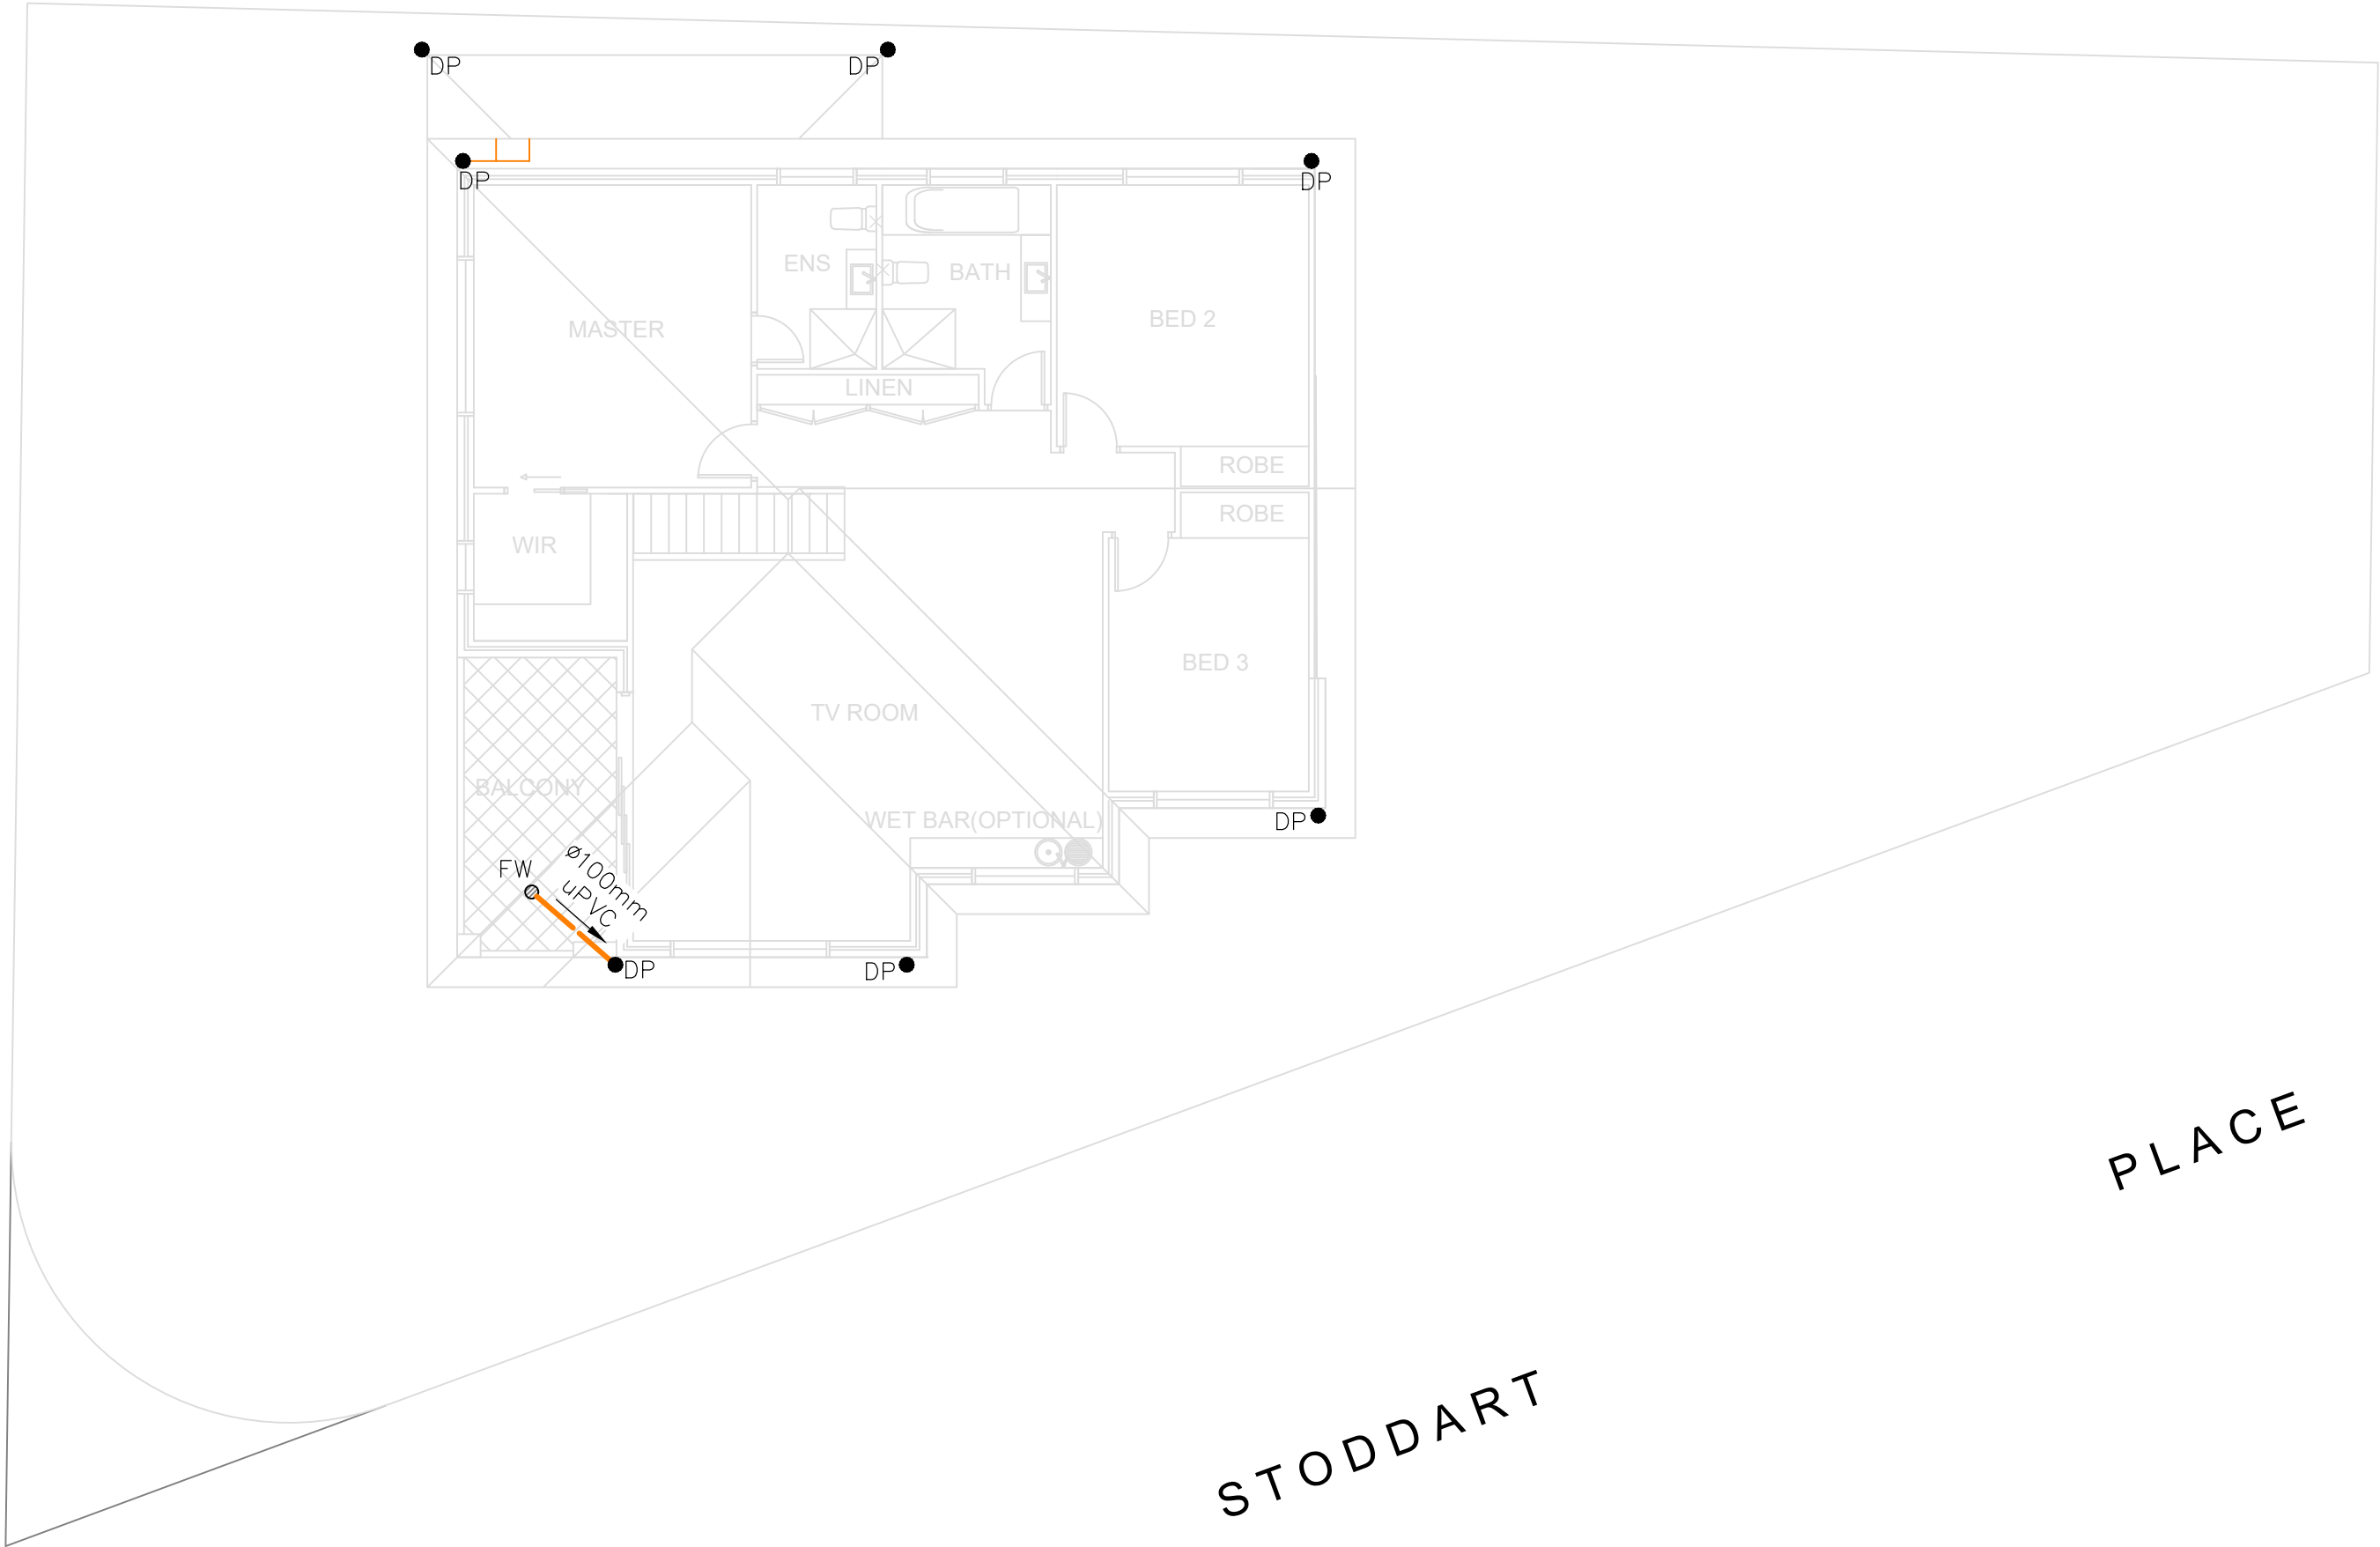 DP
DP
DP
DP
ENS
BATH
BED 2
MASTER
LINEN
ROBE
ROBE
WIR
BED 3
TV ROOM
BALCONY
WET BAR(OPTIONAL)
DP
FW
Ø100mm
uPVC
DP
DP
STODDART PLACE